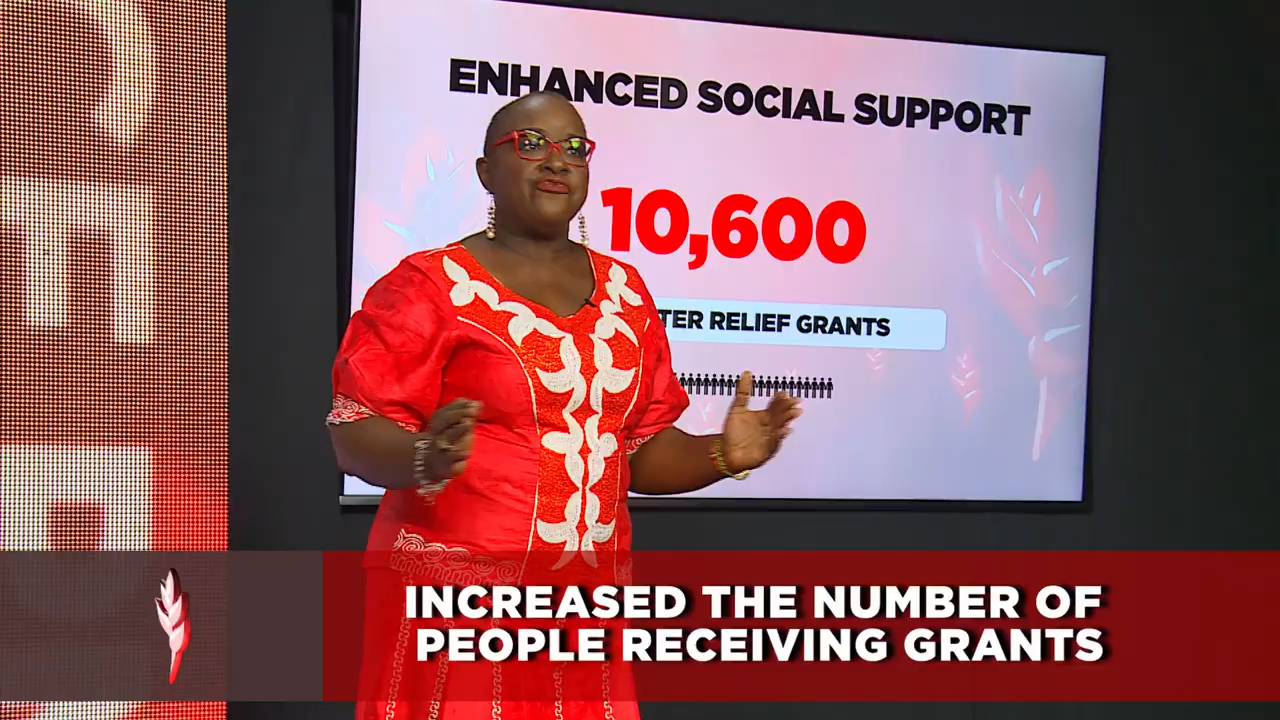 ENHANCED SOCIAL SUPPORT
10,600
TER RELIEF GRANTS
INCREASED THE NUMBER OF
PEOPLE RECEIVING GRANTS